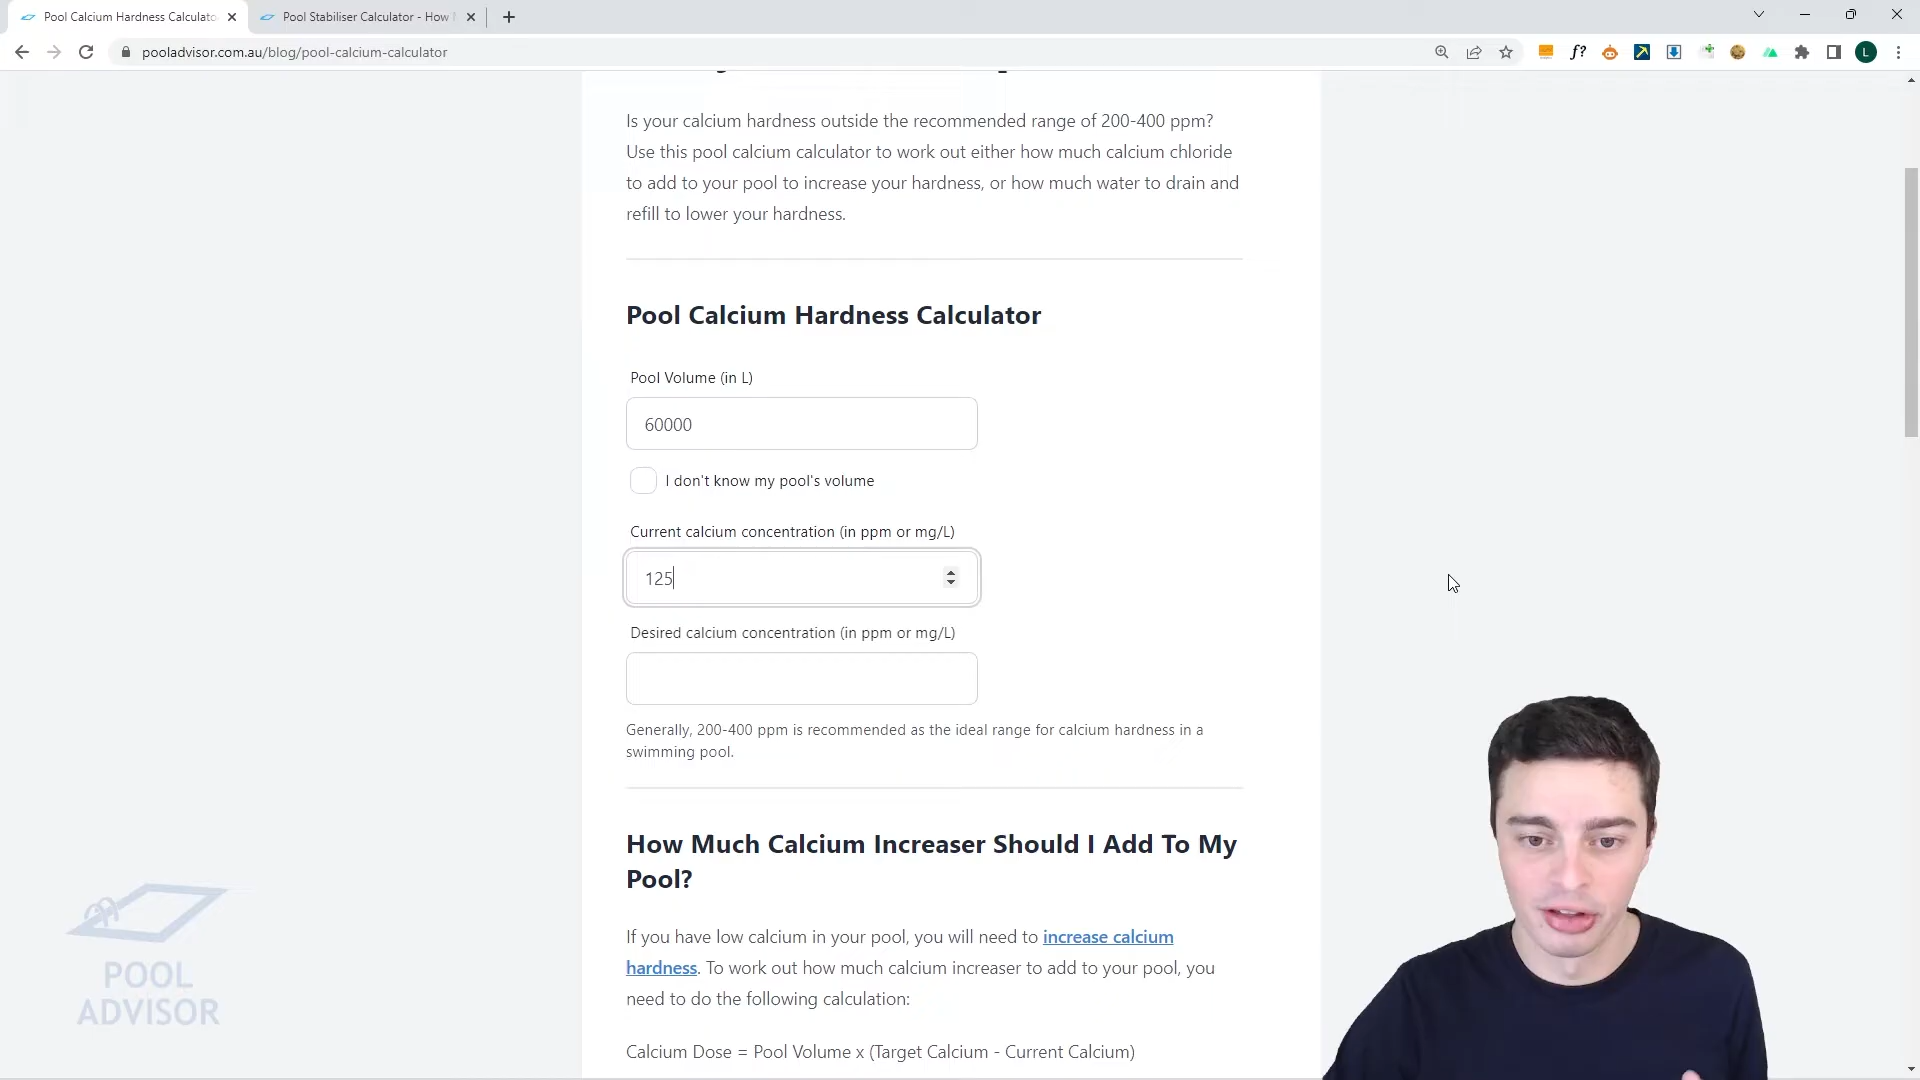 Pool Calcium Hardness Calculato
Pool Stabiliser Calculator - How
pooladvisor.com.au/blog/pool-calcium-calculator
f?
L
Is your calcium hardness outside the recommended range of 200-400 ppm?
Use this pool calcium calculator to work out either how much calcium chloride
to add to your pool to increase your hardness, or how much water to drain and
refill to lower your hardness.
Pool Calcium Hardness Calculator
Pool Volume (in L)
60000
I don't know my pool's volume
Current calcium concentration (in ppm or mg/L)
125
Desired calcium concentration (in ppm or mg/L)
Generally, 200-400 ppm is recommended as the ideal range for calcium hardness in a
swimming pool.
How Much Calcium Increaser Should I Add To My
Pool?
If you have low calcium in your pool, you will need to increase calcium
hardness. To work out how much calcium increaser to add to your pool, you
need to do the following calculation:
Calcium Dose = Pool Volume x (Target Calcium - Current Calcium)
POOL
ADVISOR